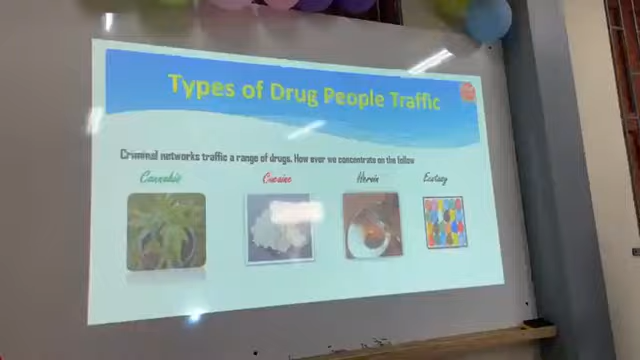 Types of Drug People Traffic
Criminal networks traffic a range of drugs. How ever we concentrate on the follow
Cannabis
Cocaine
Heroin
Ecstasy